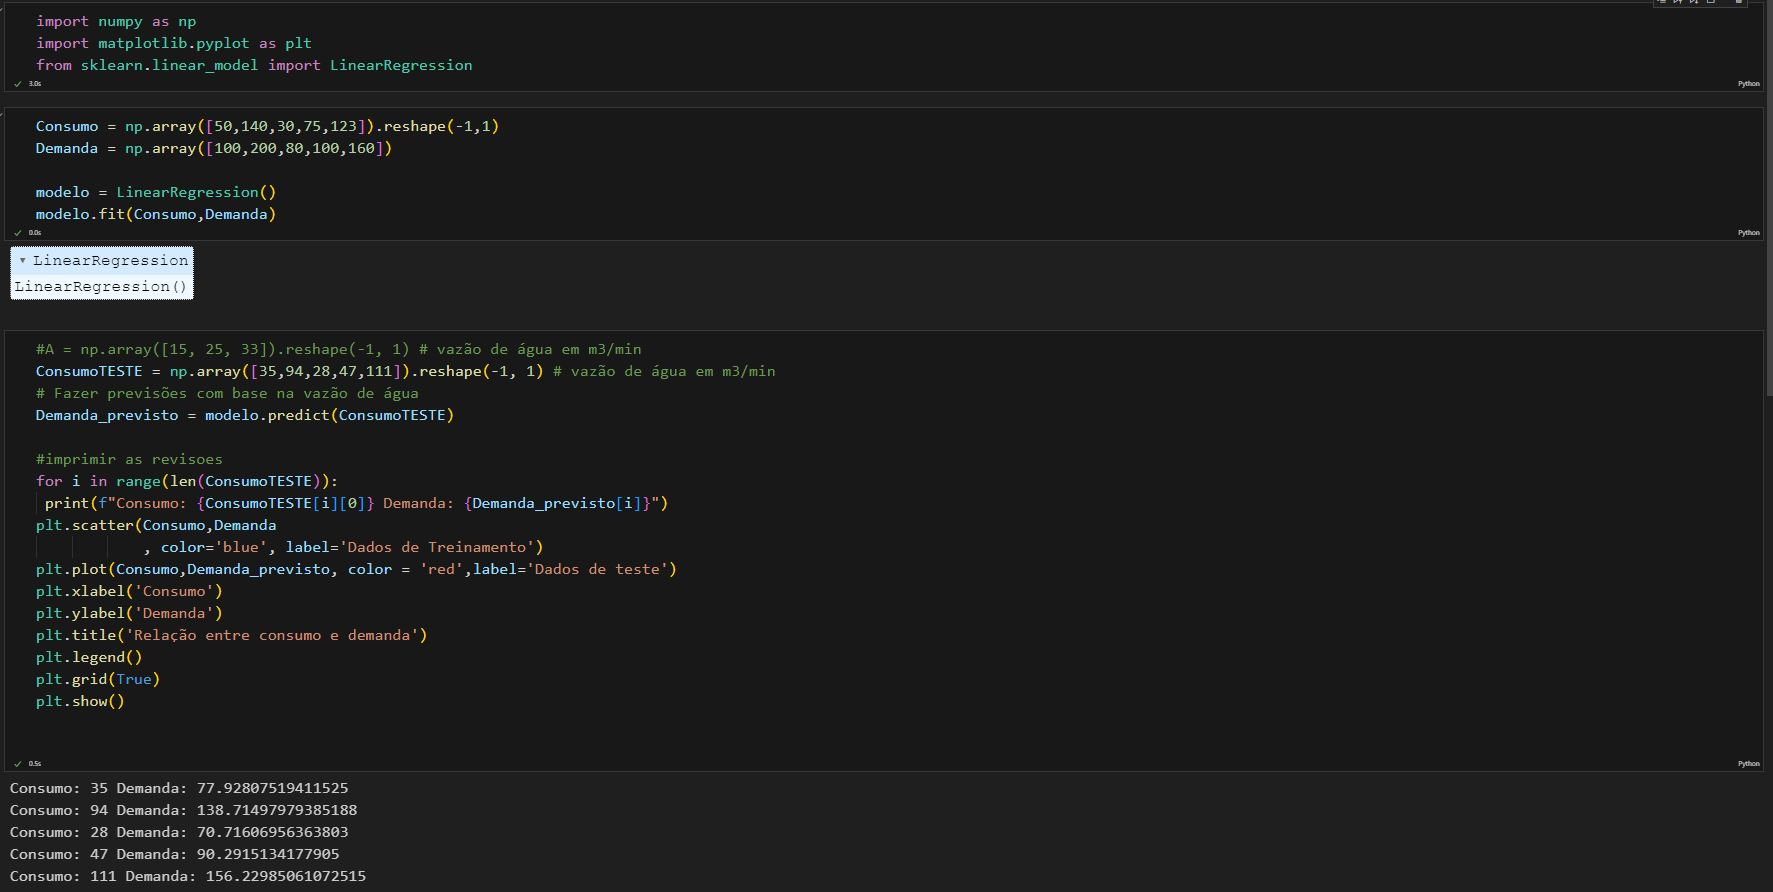 import numpy as np
import matplotlib.pyplot as plt
from sklearn.linear_model import LinearRegression
3.0s
Python
Consumo = np.array([50,140,30,75,123]).reshape(-1,1)
Demanda = np.array([100,200,80,100,160])
modelo = LinearRegression()
modelo.fit(Consumo,Demanda)
0.0s
Python
LinearRegression
LinearRegression()
#A = np.array([15, 25, 33]).reshape(-1, 1) # vazão de água em m3/min
ConsumoTESTE = np.array([35,94,28,47,111]).reshape(-1, 1) # vazão de água em m3/min
# Fazer previsões com base na vazão de água
Demanda_previsto = modelo.predict(ConsumoTESTE)
#imprimir as revisoes
for i in range(len(ConsumoTESTE)):
print(f"Consumo: {ConsumoTESTE[i][0]} Demanda: {Demanda_previsto[i]}")
plt.scatter(Consumo,Demanda
, color='blue', label='Dados de Treinamento')
plt.plot(Consumo,Demanda_previsto, color = 'red',label='Dados de teste')
plt.xlabel('Consumo')
plt.ylabel('Demanda')
plt.title('Relação entre consumo e demanda')
plt.legend()
plt.grid(True)
plt.show()
0.5s
Python
Consumo: 35 Demanda: 77.92807519411525
Consumo: 94 Demanda: 138.71497979385188
Consumo: 28 Demanda: 70.71606956363803
Consumo: 47 Demanda: 90.2915134177905
Consumo: 111 Demanda: 156.22985061072515